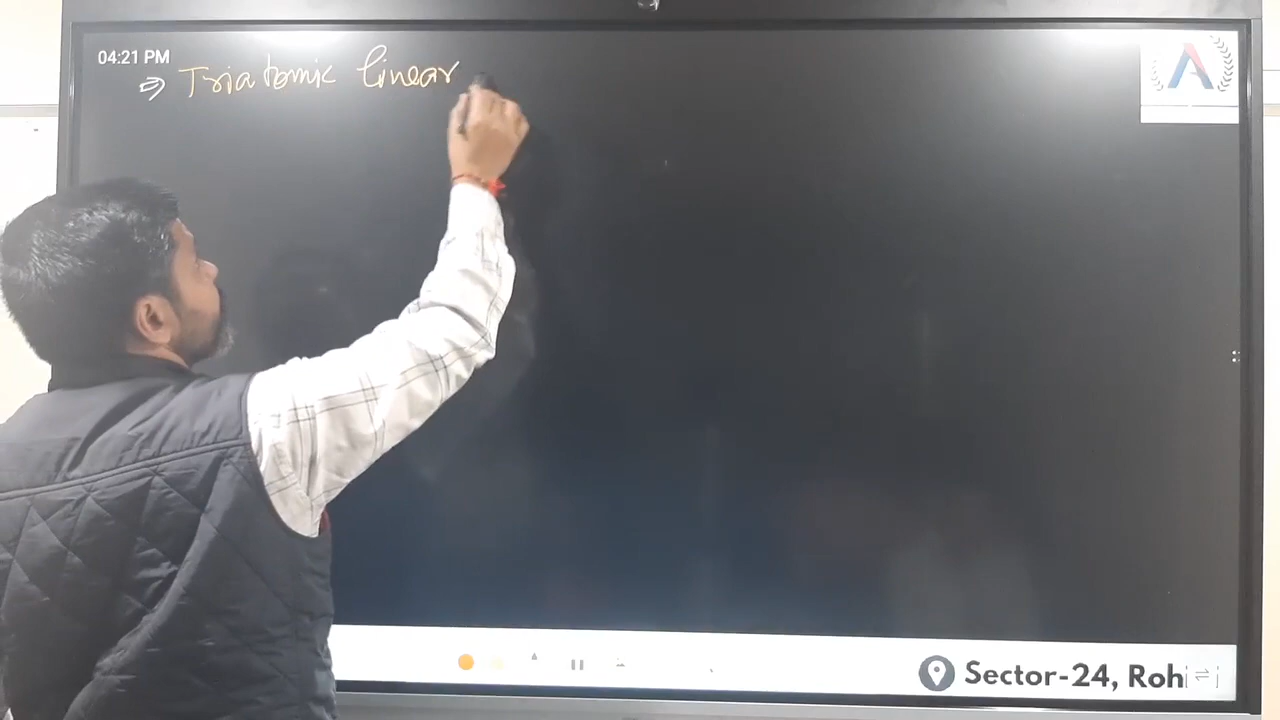 04:21 PM
⇒ Triatomic linear
Sector-24, Roh